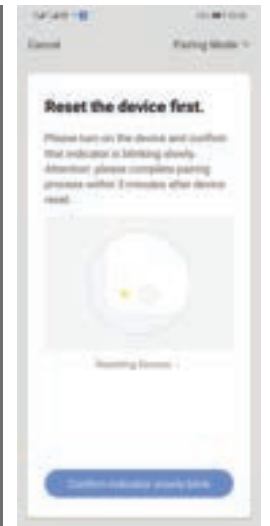 Cancel
Pairing Mode
Reset the device first.
Please turn on the device and confirm
that indicator is blinking slowly.
Attention: please complete pairing
process within 3 minutes after device
reset.
Resetting Devices
Confirm indicator slowly blink